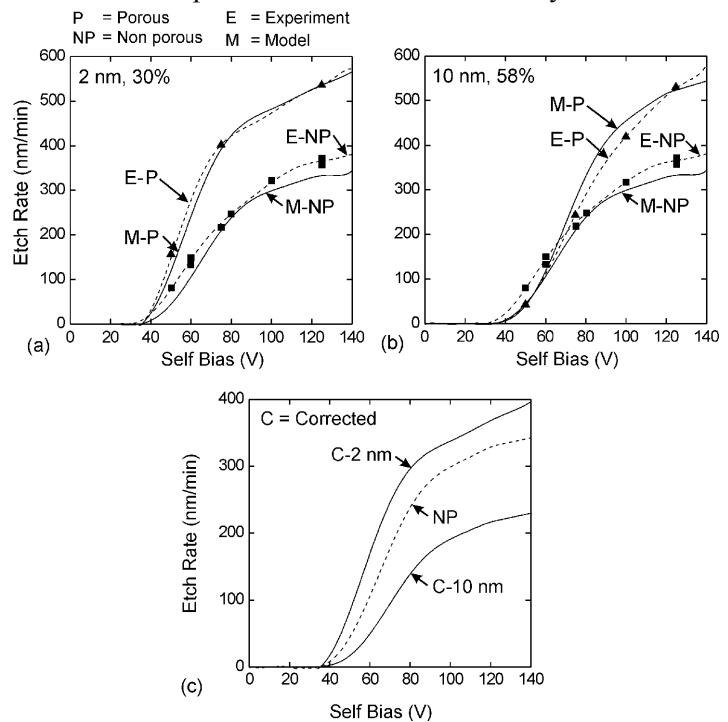 P = Porous E = Experiment
NP = Non porous M = Model
600
500
400
300
200
100
0
Etch Rate (nm/min)
2 nm, 30%
E-P
M-P
E-NP
M-NP
0 20 40 60 80 100 120 140
(a)
Self Bias (V)
600
500
400
300
200
100
0
10 nm, 58%
M-P
E-P
E-NP
M-NP
0 20 40 60 80 100 120 140
(b)
Self Bias (V)
400
300
200
100
0
Etch Rate (nm/min)
C = Corrected
C-2 nm
NP
C-10 nm
0 20 40 60 80 100 120 140
(c)
Self Bias (V)